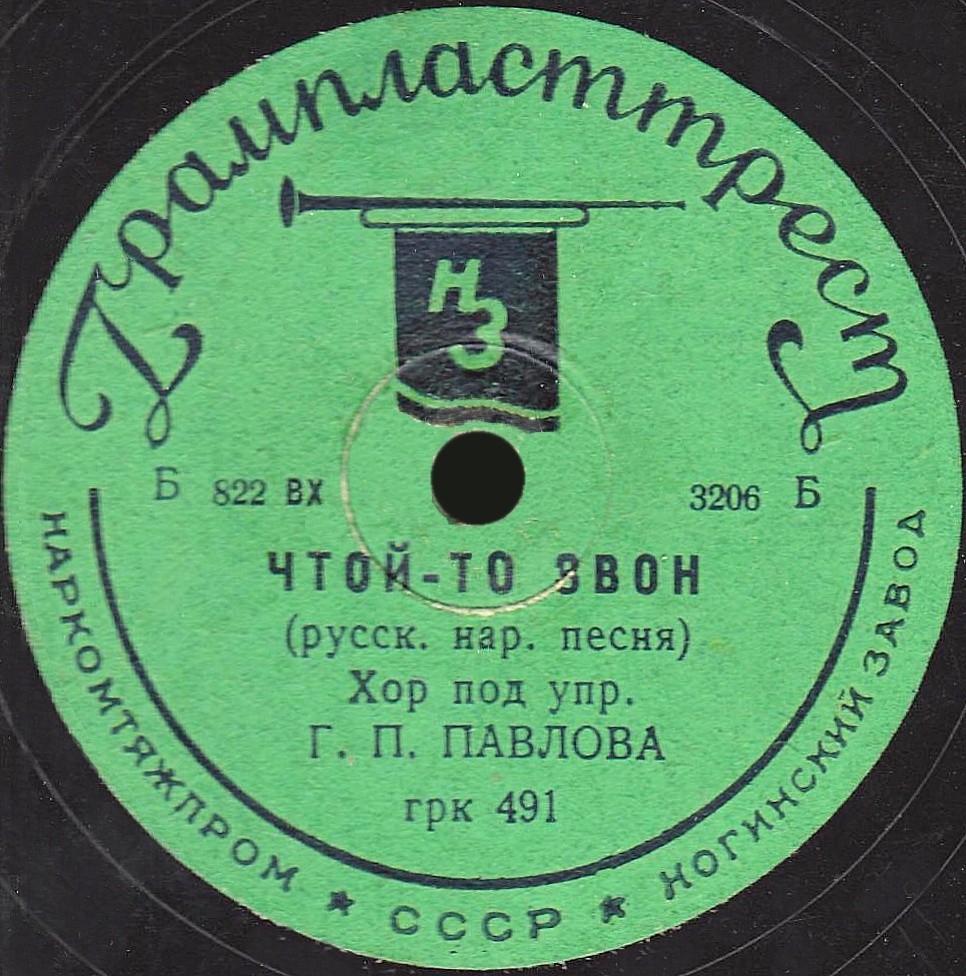 Грампласттрест
НЗ
Б 822 ВХ 3206 Б
ЧТОЙ-ТО ЗВОН
(русск. нар. песня)
Хор под упр.
Г. П. ПАВЛОВА
грк 491
НАРКОМТЯЖПРОМ ★ СССР ★ НОГИНСКИЙ ЗАВОД